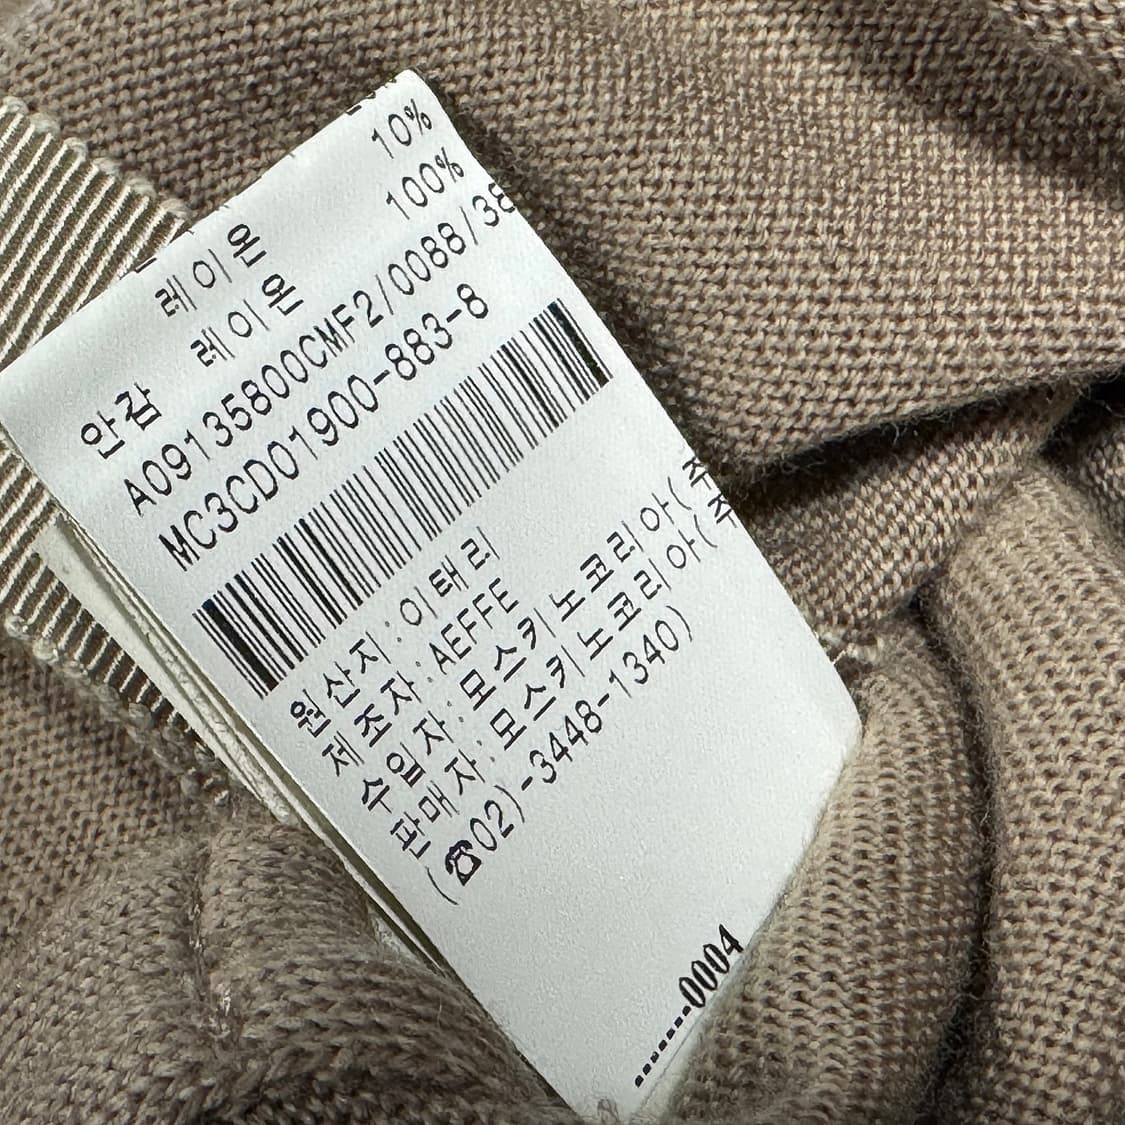 레이온 10%
안감 레이온 100%
A09135800CMF2/0088/38
MC3CD01900-883-8
원산지:이태리
제조자:AEFFE
수입자:모스키노코리아(주
판매자:모스키노코리아(주
(☎02)-3448-1340)
.......0004